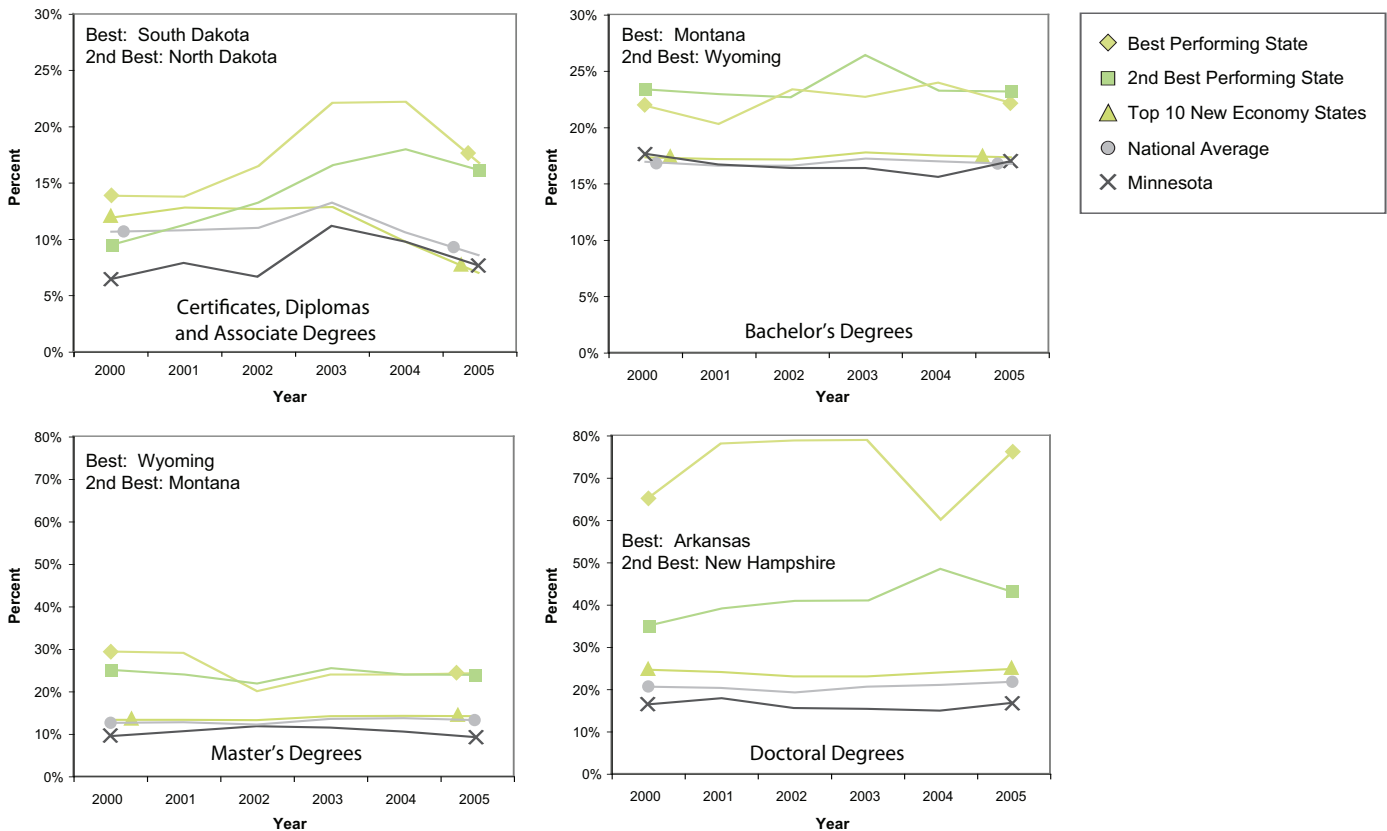 30%
25%
20%
15%
10%
5%
0%
Percent
Best: South Dakota
2nd Best: North Dakota
Certificates, Diplomas
and Associate Degrees
2000 2001 2002 2003 2004 2005
Year
30%
25%
20%
15%
10%
5%
0%
Percent
Best: Montana
2nd Best: Wyoming
Bachelor's Degrees
2000 2001 2002 2003 2004 2005
Year
Best Performing State
2nd Best Performing State
Top 10 New Economy States
National Average
Minnesota
80%
70%
60%
50%
40%
30%
20%
10%
0%
Percent
Best: Wyoming
2nd Best: Montana
Master's Degrees
2000 2001 2002 2003 2004 2005
Year
80%
70%
60%
50%
40%
30%
20%
10%
0%
Percent
Best: Arkansas
2nd Best: New Hampshire
Doctoral Degrees
2000 2001 2002 2003 2004 2005
Year